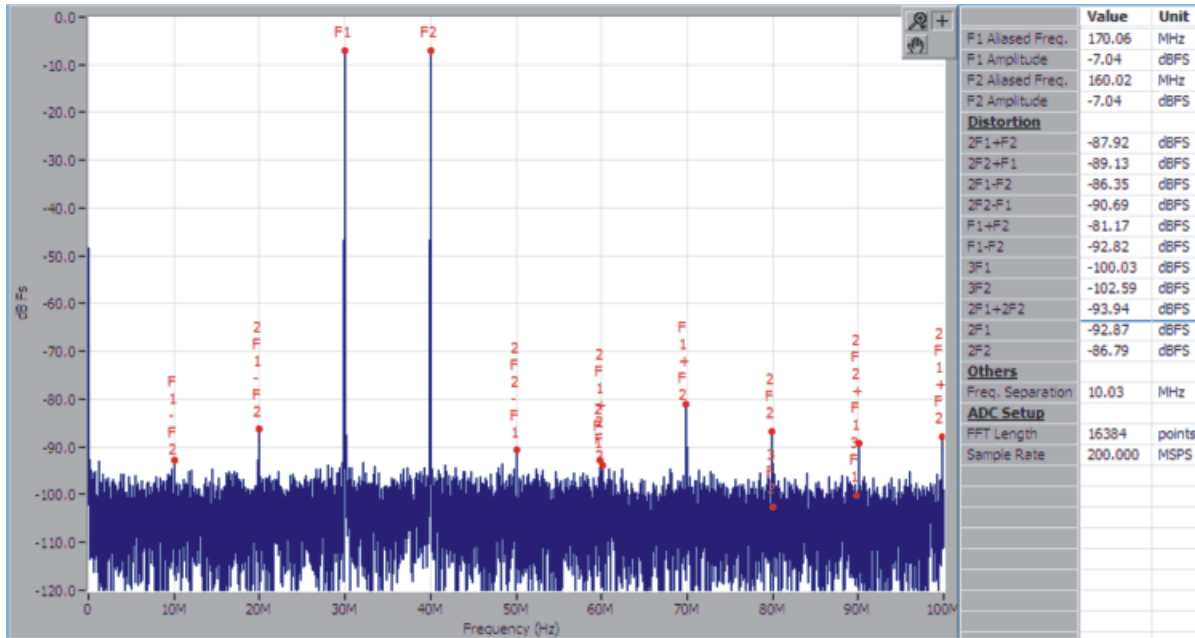 0.0
-10.0
-20.0
-30.0
-40.0
-50.0
-60.0
-70.0
-80.0
-90.0
-100.0
-110.0
-120.0
dB Fs
F1
F2
F1-F2
2F1-F2
2F2-F1
2F1+
F1+F2
2F2
3F
2F2+F1
3F1
2F1+F2
0
10M
20M
30M
40M
50M
60M
70M
80M
90M
100M
Frequency (Hz)
Value Unit
F1 Aliased Freq. 170.06 MHz
F1 Amplitude -7.04 dBFS
F2 Aliased Freq. 160.02 MHz
F2 Amplitude -7.04 dBFS
Distortion
2F1+F2 -87.92 dBFS
2F2+F1 -89.13 dBFS
2F1-F2 -86.35 dBFS
2F2-F1 -90.69 dBFS
F1+F2 -81.17 dBFS
F1-F2 -92.82 dBFS
3F1 -100.03 dBFS
3F2 -102.59 dBFS
2F1+2F2 -93.94 dBFS
2F1 -92.87 dBFS
2F2 -86.79 dBFS
Others
Freq. Separation 10.03 MHz
ADC Setup
FFT Length 16384 points
Sample Rate 200.000 MSPS